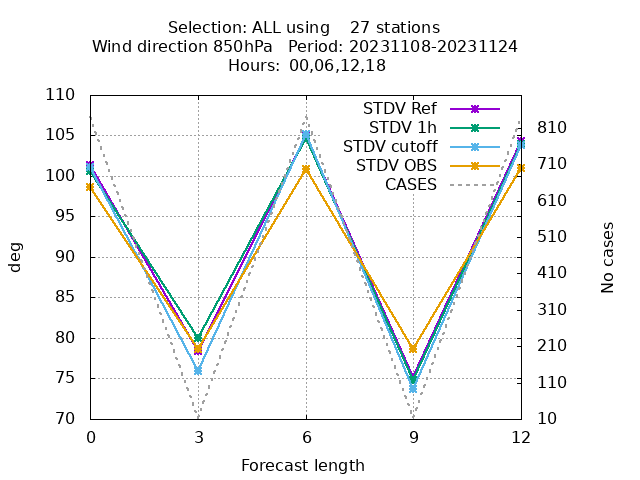 Selection: ALL using    27 stations
Wind direction 850hPa   Period: 20231108-20231124
Hours: 00,06,12,18
STDV Ref
STDV 1h
STDV cutoff
STDV OBS
CASES
110
105
100
95
90
85
80
75
70
deg
810
710
610
510
410
310
210
110
10
No cases
0 3 6 9 12
Forecast length